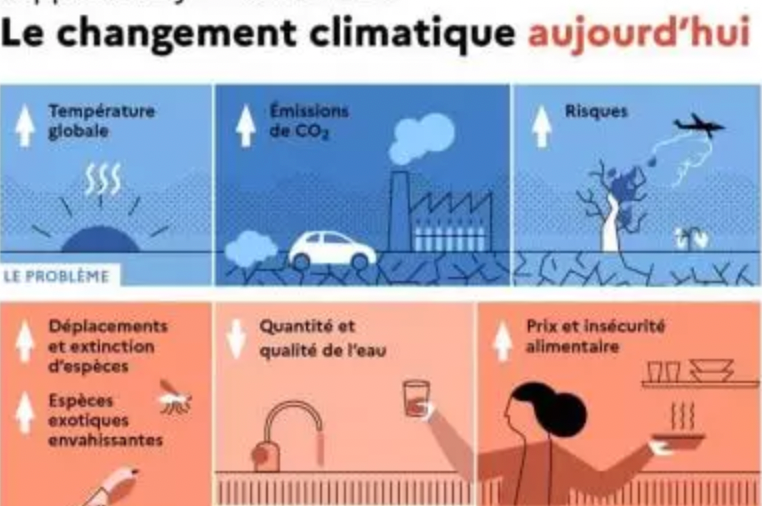 Le changement climatique aujourd'hui
Température
globale
Émissions
de CO₂
Risques
LE PROBLÈME
Déplacements
et extinction
d'espèces
Espèces
exotiques
envahissantes
Quantité et
qualité de l'eau
Prix et insécurité
alimentaire